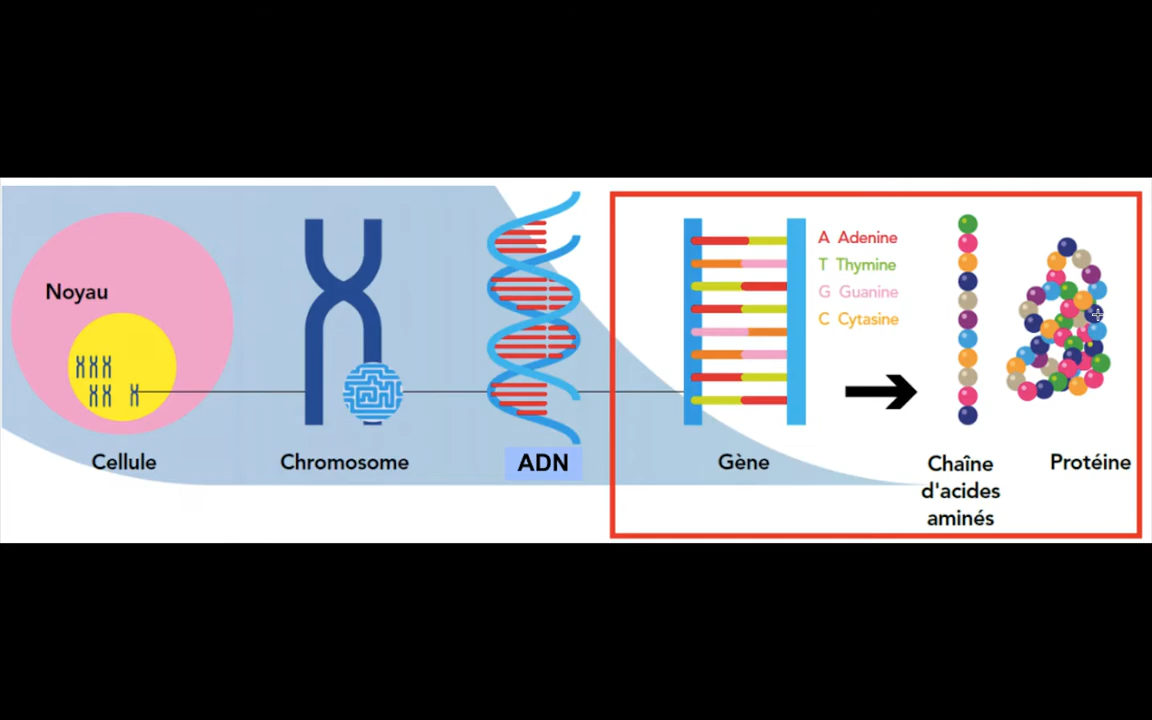 Noyau
Cellule
Chromosome
ADN
A Adenine
T Thymine
G Guanine
C Cytasine
Gène
Chaîne
d'acides
aminés
Protéine